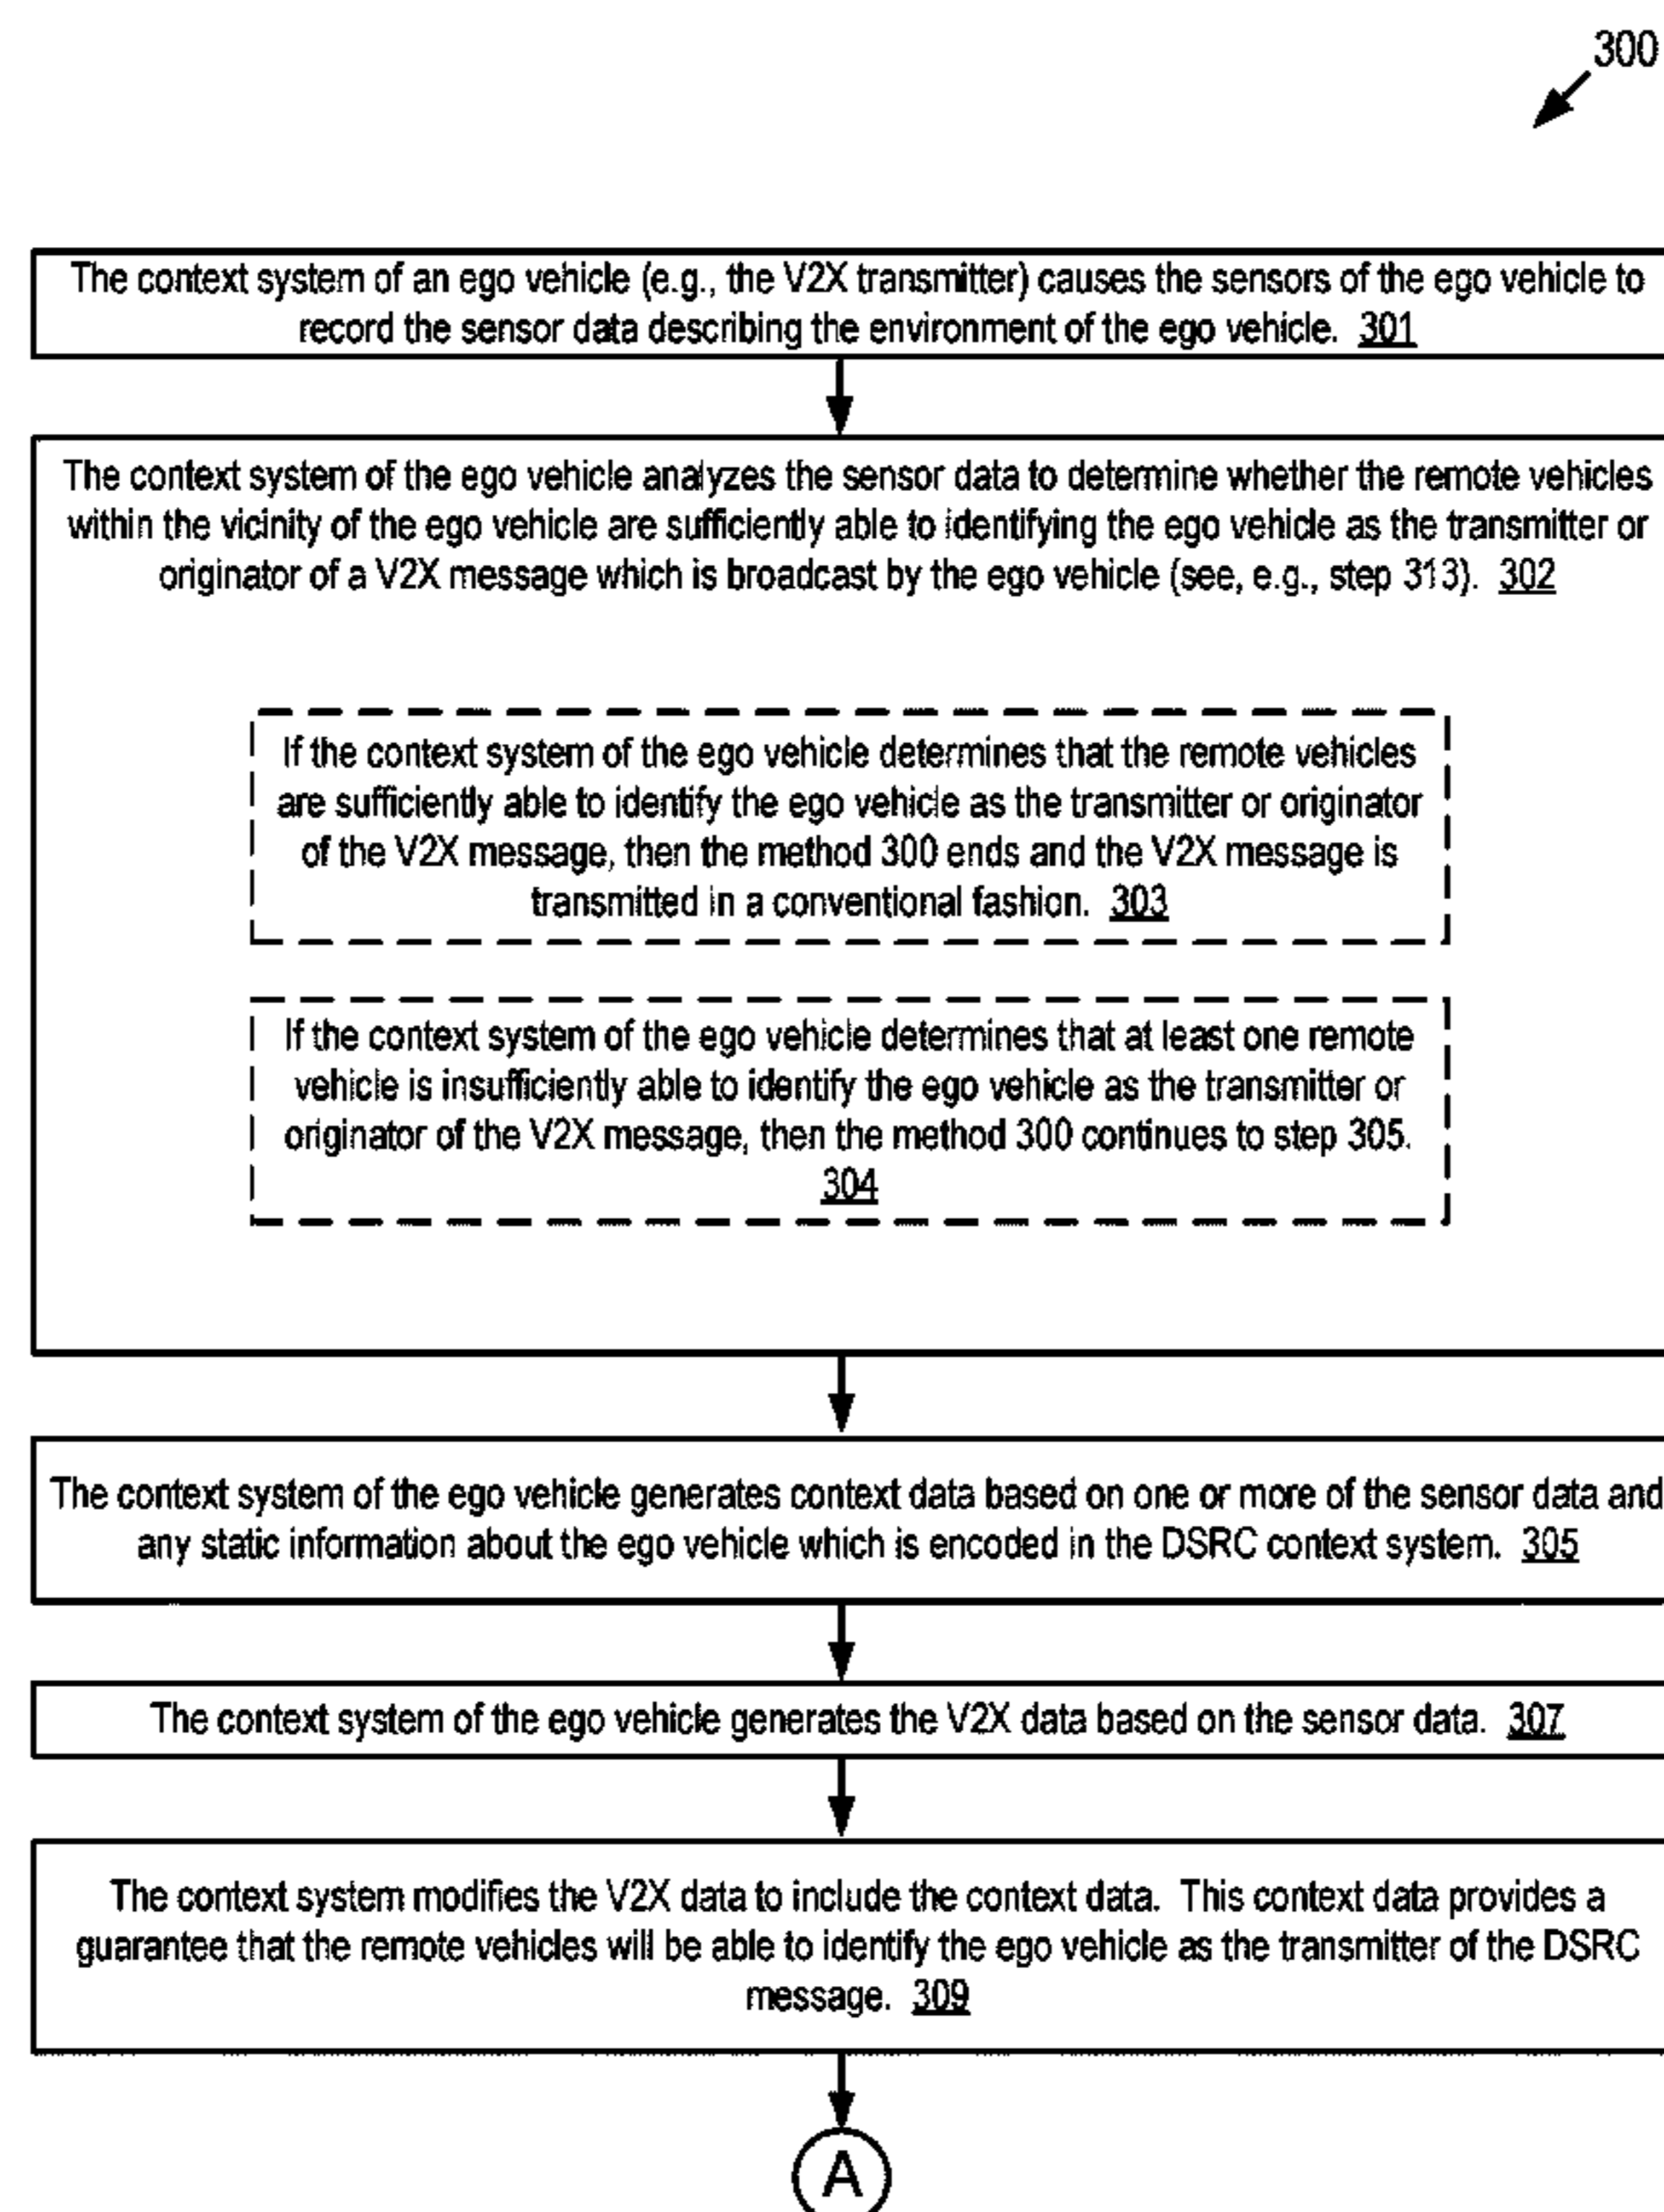 300
The context system of an ego vehicle (e.g., the V2X transmitter) causes the sensors of the ego vehicle to
record the sensor data describing the environment of the ego vehicle. 301
The context system of the ego vehicle analyzes the sensor data to determine whether the remote vehicles
within the vicinity of the ego vehicle are sufficiently able to identifying the ego vehicle as the transmitter or
originator of a V2X message which is broadcast by the ego vehicle (see, e.g., step 313). 302
If the context system of the ego vehicle determines that the remote vehicles
are sufficiently able to identify the ego vehicle as the transmitter or originator
of the V2X message, then the method 300 ends and the V2X message is
transmitted in a conventional fashion. 303
If the context system of the ego vehicle determines that at least one remote
vehicle is insufficiently able to identify the ego vehicle as the transmitter or
originator of the V2X message, then the method 300 continues to step 305.
304
The context system of the ego vehicle generates context data based on one or more of the sensor data and
any static information about the ego vehicle which is encoded in the DSRC context system. 305
The context system of the ego vehicle generates the V2X data based on the sensor data. 307
The context system modifies the V2X data to include the context data. This context data provides a
guarantee that the remote vehicles will be able to identify the ego vehicle as the transmitter of the DSRC
message. 309
A